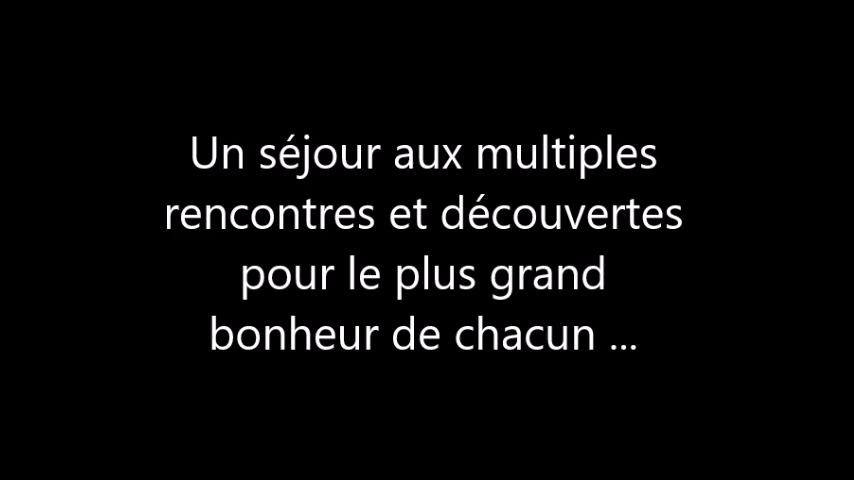 Un séjour aux multiples
rencontres et découvertes
pour le plus grand
bonheur de chacun ...